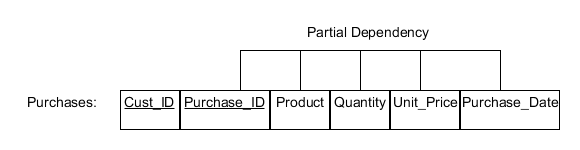 Partial Dependency
Purchases: Cust_ID Purchase_ID Product Quantity Unit_Price Purchase_Date